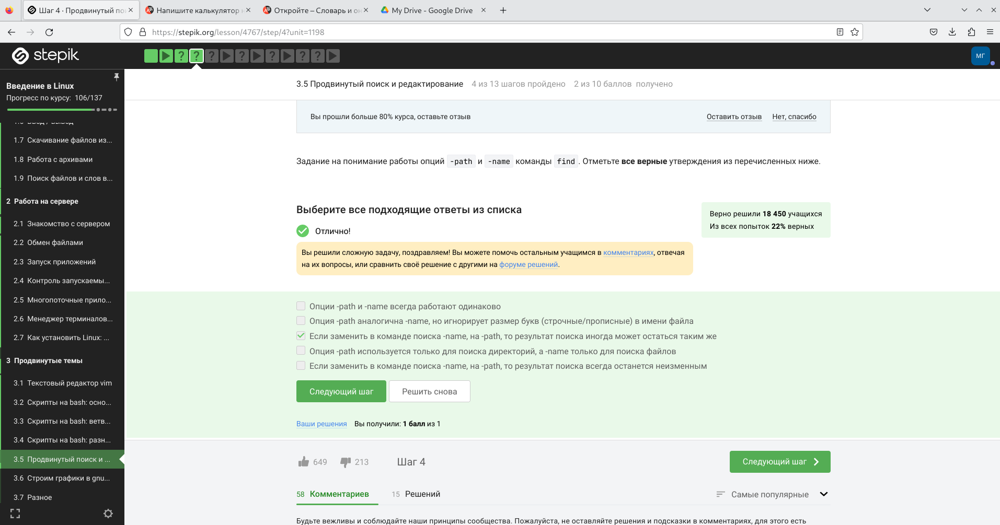 Шаг 4 · Продвинутый по
Напишите калькулятор н
Откройте – Словарь и он
My Drive - Google Drive
https://stepik.org/lesson/4767/step/4?unit=1198
stepik
МГ
Введение в Linux
Прогресс по курсу: 106/137
1.6 Ввод / Вывод
1.7 Скачивание файлов из...
1.8 Работа с архивами
1.9 Поиск файлов и слов в...
2 Работа на сервере
2.1 Знакомство с сервером
2.2 Обмен файлами
2.3 Запуск приложений
2.4 Контроль запускаемы...
2.5 Многопоточные прило...
2.6 Менеджер терминалов...
2.7 Как установить Linux: ...
3 Продвинутые темы
3.1 Текстовый редактор vim
3.2 Скрипты на bash: осно...
3.3 Скрипты на bash: ветв...
3.4 Скрипты на bash: разн...
3.5 Продвинутый поиск и ...
3.6 Строим графики в gnu...
3.7 Разное
3.5 Продвинутый поиск и редактирование 4 из 13 шагов пройдено 2 из 10 баллов получено
Вы прошли больше 80% курса, оставьте отзыв Оставить отзыв Нет, спасибо
Задание на понимание работы опций -path и -name команды find . Отметьте все верные утверждения из перечисленных ниже.
Выберите все подходящие ответы из списка
Верно решили 18 450 учащихся
Из всех попыток 22% верных
Отлично!
Вы решили сложную задачу, поздравляем! Вы можете помочь остальным учащимся в комментариях, отвечая
на их вопросы, или сравнить своё решение с другими на форуме решений.
Опции -path и -name всегда работают одинаково
Опция -path аналогична -name, но игнорирует размер букв (строчные/прописные) в имени файла
Если заменить в команде поиска -name, на -path, то результат поиска иногда может остаться таким же
Опция -path используется только для поиска директорий, а -name только для поиска файлов
Если заменить в команде поиска -name, на -path, то результат поиска всегда останется неизменным
Следующий шаг Решить снова
Ваши решения Вы получили: 1 балл из 1
649 213 Шаг 4 Следующий шаг
58 Комментариев 15 Решений Самые популярные
Будьте вежливы и соблюдайте наши принципы сообщества. Пожалуйста, не оставляйте решения и подсказки в комментариях, для этого есть